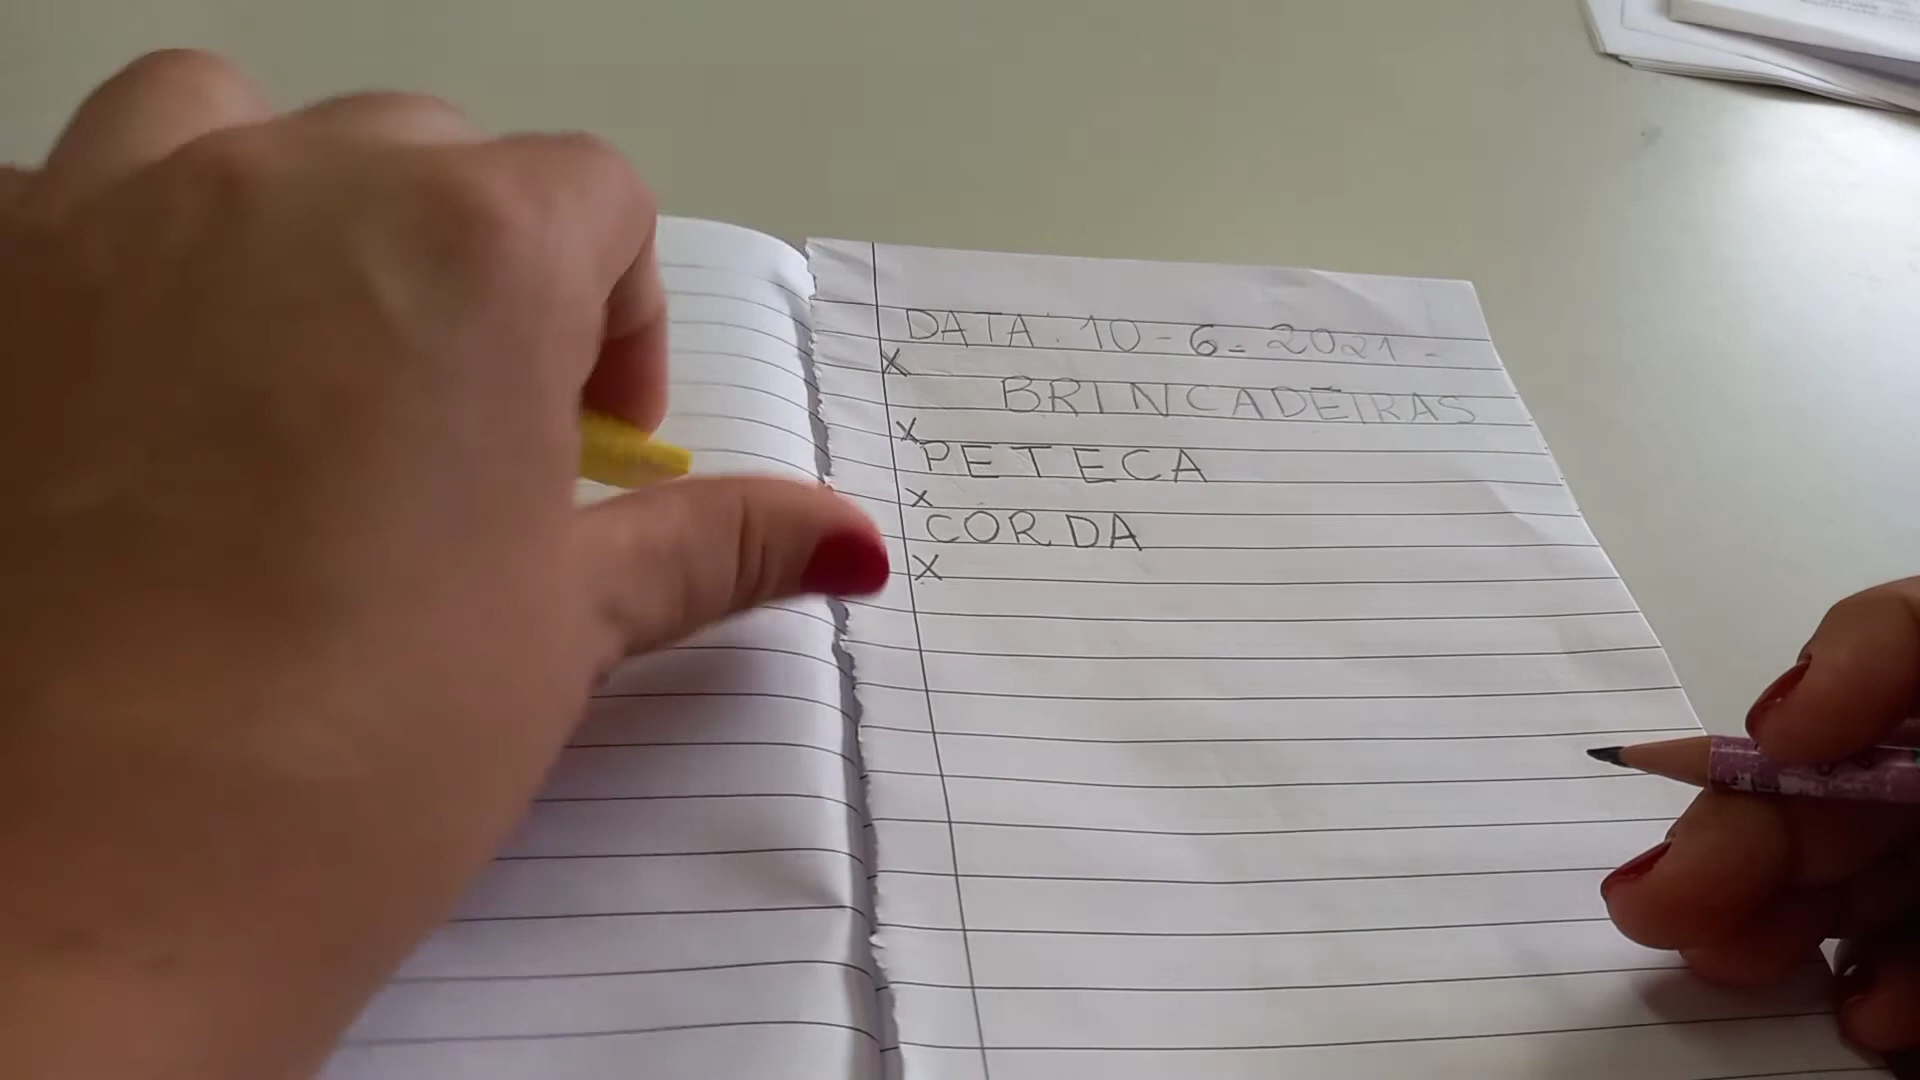 DATA: 10-6-2021-
X
BRINCADEIRAS
X
PETECA
X
CORDA
X